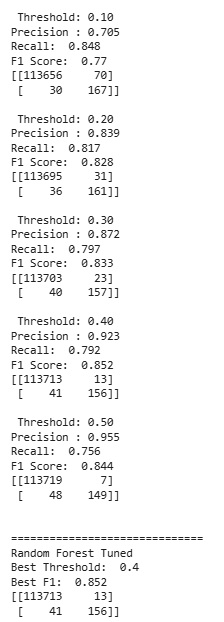 Threshold: 0.10
Precision : 0.705
Recall:  0.848
F1 Score:  0.77
[[113656     70]
 [    30    167]]
Threshold: 0.20
Precision : 0.839
Recall:  0.817
F1 Score:  0.828
[[113695     31]
 [    36    161]]
Threshold: 0.30
Precision : 0.872
Recall:  0.797
F1 Score:  0.833
[[113703     23]
 [    40    157]]
Threshold: 0.40
Precision : 0.923
Recall:  0.792
F1 Score:  0.852
[[113713     13]
 [    41    156]]
Threshold: 0.50
Precision : 0.955
Recall:  0.756
F1 Score:  0.844
[[113719      7]
 [    48    149]]
==============================
Random Forest Tuned
Best Threshold:  0.4
Best F1:  0.852
[[113713     13]
 [    41    156]]